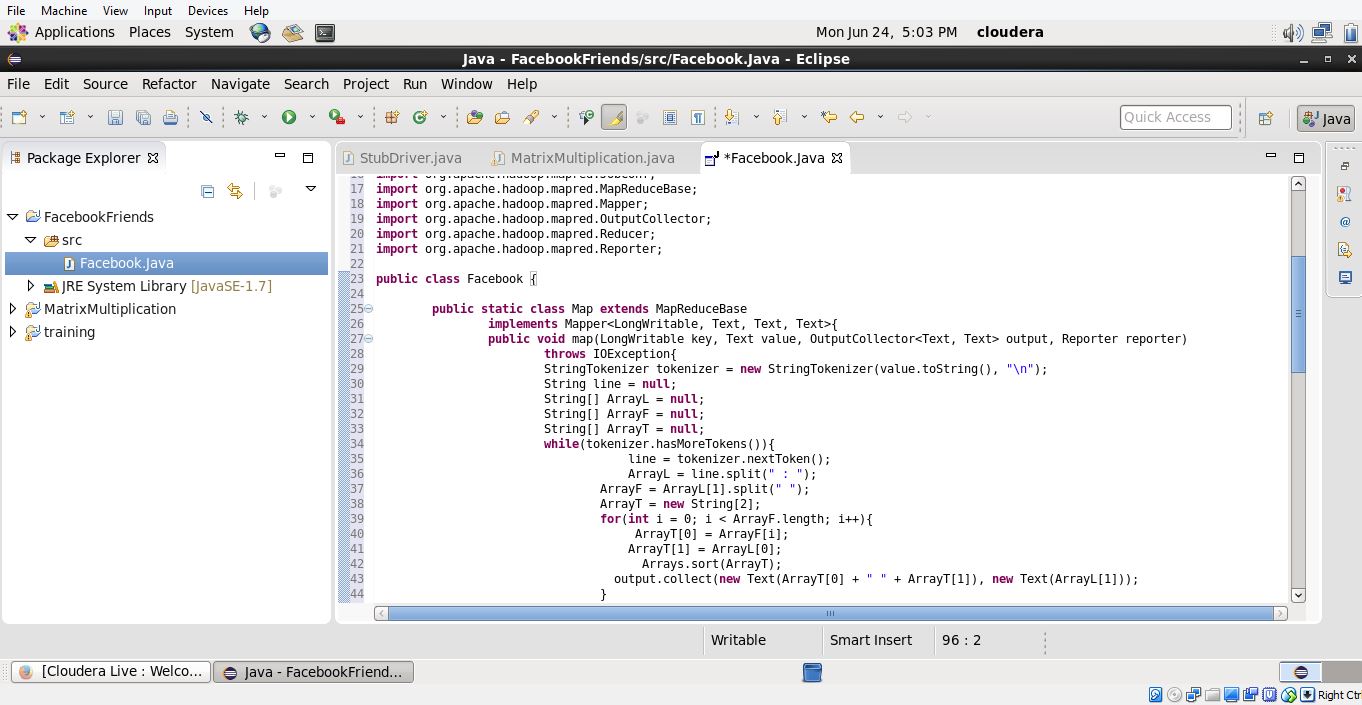 File Machine View Input Devices Help
Applications Places System Mon Jun 24, 5:03 PM cloudera
Java - FacebookFriends/src/Facebook.Java - Eclipse
File Edit Source Refactor Navigate Search Project Run Window Help
Quick Access Java
Package Explorer
StubDriver.java MatrixMultiplication.java *Facebook.Java
FacebookFriends
src
Facebook.Java
JRE System Library [JavaSE-1.7]
MatrixMultiplication
training
16 import org.apache.hadoop.mapred.JobConf;
17 import org.apache.hadoop.mapred.MapReduceBase;
18 import org.apache.hadoop.mapred.Mapper;
19 import org.apache.hadoop.mapred.OutputCollector;
20 import org.apache.hadoop.mapred.Reducer;
21 import org.apache.hadoop.mapred.Reporter;
22
23 public class Facebook {
24
25 public static class Map extends MapReduceBase
26 implements Mapper<LongWritable, Text, Text, Text>{
27 public void map(LongWritable key, Text value, OutputCollector<Text, Text> output, Reporter reporter)
28 throws IOException{
29 StringTokenizer tokenizer = new StringTokenizer(value.toString(), "\n");
30 String line = null;
31 String[] ArrayL = null;
32 String[] ArrayF = null;
33 String[] ArrayT = null;
34 while(tokenizer.hasMoreTokens()){
35 line = tokenizer.nextToken();
36 ArrayL = line.split(" : ");
37 ArrayF = ArrayL[1].split(" ");
38 ArrayT = new String[2];
39 for(int i = 0; i < ArrayF.length; i++){
40 ArrayT[0] = ArrayF[i];
41 ArrayT[1] = ArrayL[0];
42 Arrays.sort(ArrayT);
43 output.collect(new Text(ArrayT[0] + " " + ArrayT[1]), new Text(ArrayL[1]));
44 }
Writable Smart Insert 96 : 2
[Cloudera Live : Welco... Java - FacebookFriend...
Right Ctrl